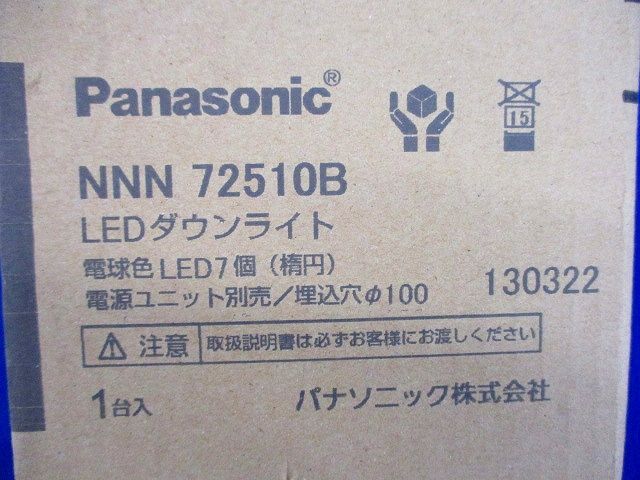 Panasonic®
15
NNN 72510B
LEDダウンライト
電球色 LED7個（楕円）
電源ユニット別売／埋込穴φ100
130322
注意 取扱説明書は必ずお客様にお渡しください
1台入
パナソニック株式会社